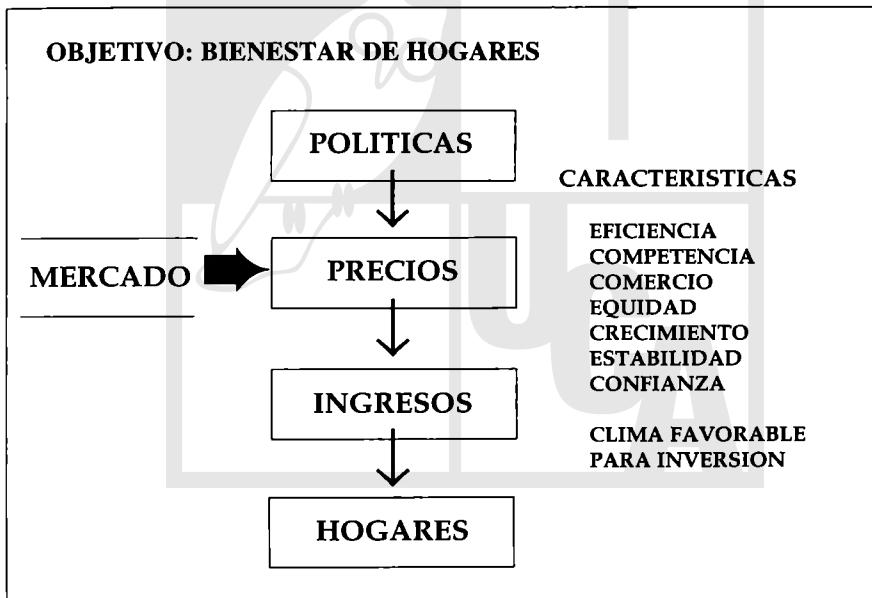 OBJETIVO: BIENESTAR DE HOGARES
POLITICAS
CARACTERISTICAS
EFICIENCIA
COMPETENCIA
MERCADO
PRECIOS
COMERCIO
EQUIDAD
CRECIMIENTO
ESTABILIDAD
CONFIANZA
INGRESOS
CLIMA FAVORABLE
PARA INVERSION
HOGARES
UCA